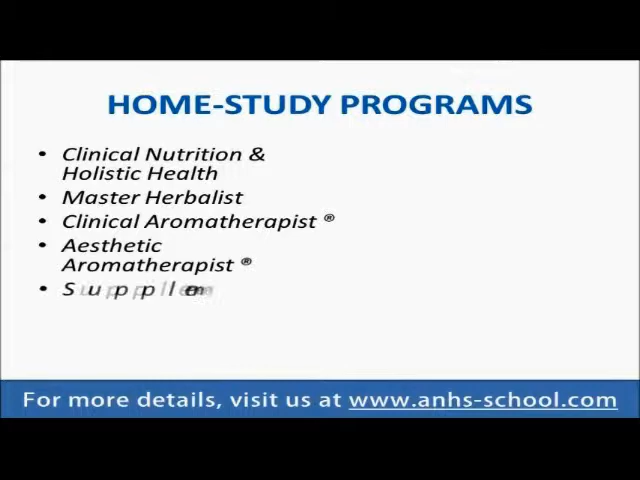 HOME-STUDY PROGRAMS
• Clinical Nutrition &
Holistic Health
• Master Herbalist
• Clinical Aromatherapist ®
• Aesthetic
Aromatherapist ®
For more details, visit us at www.anhs-school.com